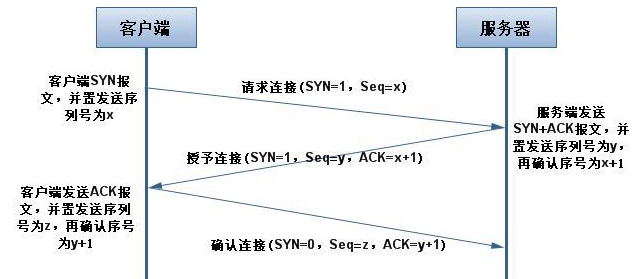 客户端
服务器
客户端SYN报
文，并置发送序
列号为x
请求连接(SYN=1，Seq=x)
服务端发送
SYN+ACK报文，并
置发送序列号为y，
再确认序号为x+1
授予连接(SYN=1，Seq=y，ACK=x+1)
客户端发送ACK报
文，并置发送序列
号为z，再确认序号
为y+1
确认连接(SYN=0，Seq=z，ACK=y+1)